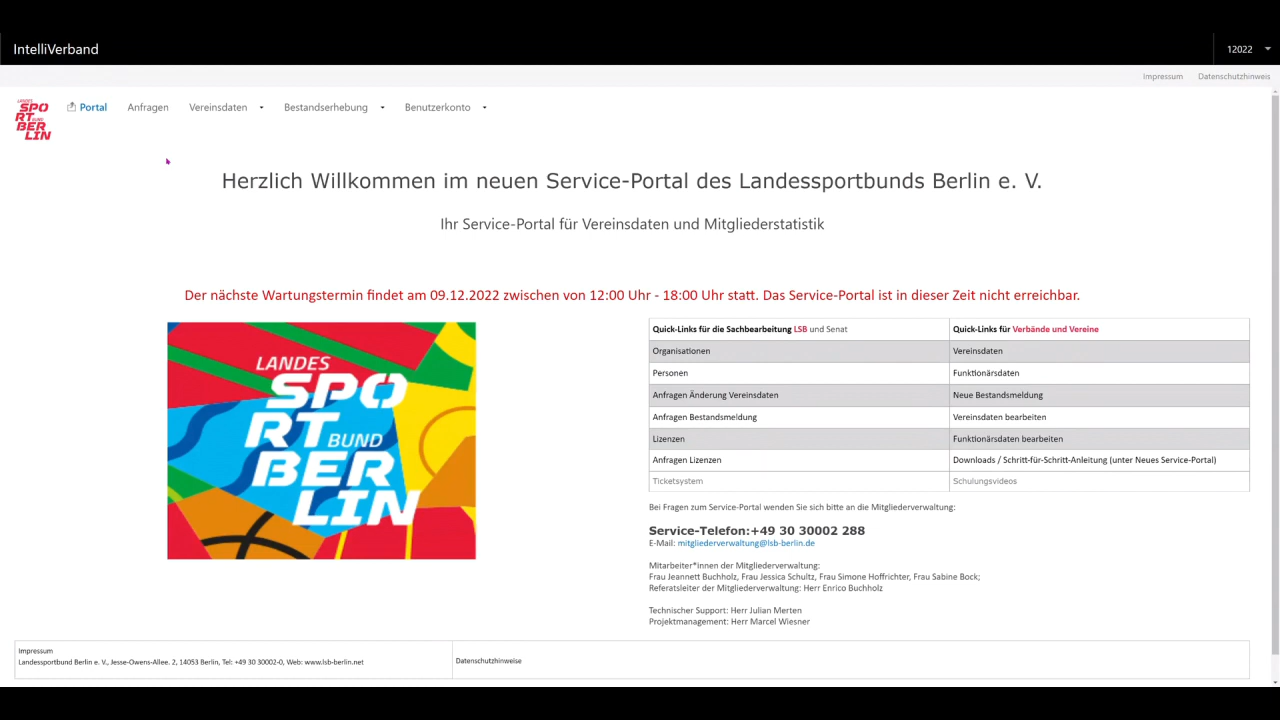 IntelliVerband
12022
Impressum Datenschutzhinweis
LANDES
SPO
RT BUND
BER
LIN
Portal Anfragen Vereinsdaten Bestandserhebung Benutzerkonto
Herzlich Willkommen im neuen Service-Portal des Landessportbunds Berlin e. V.
Ihr Service-Portal für Vereinsdaten und Mitgliederstatistik
Der nächste Wartungstermin findet am 09.12.2022 zwischen von 12:00 Uhr - 18:00 Uhr statt. Das Service-Portal ist in dieser Zeit nicht erreichbar.
LANDES
SPO
RT BUND
BER
LIN
Quick-Links für die Sachbearbeitung LSB und Senat Quick-Links für Verbände und Vereine
Organisationen Vereinsdaten
Personen Funktionärsdaten
Anfragen Änderung Vereinsdaten Neue Bestandsmeldung
Anfragen Bestandsmeldung Vereinsdaten bearbeiten
Lizenzen Funktionärsdaten bearbeiten
Anfragen Lizenzen Downloads / Schritt-für-Schritt-Anleitung (unter Neues Service-Portal)
Ticketsystem Schulungsvideos
Bei Fragen zum Service-Portal wenden Sie sich bitte an die Mitgliederverwaltung:
Service-Telefon:+49 30 30002 288
E-Mail: mitgliederverwaltung@lsb-berlin.de
Mitarbeiter*innen der Mitgliederverwaltung:
Frau Jeannett Buchholz, Frau Jessica Schultz, Frau Simone Hoffrichter, Frau Sabine Bock;
Referatsleiter der Mitgliederverwaltung: Herr Enrico Buchholz
Technischer Support: Herr Julian Merten
Projektmanagement: Herr Marcel Wiesner
Impressum
Landessportbund Berlin e. V., Jesse-Owens-Allee. 2, 14053 Berlin, Tel: +49 30 30002-0, Web: www.lsb-berlin.net
Datenschutzhinweise